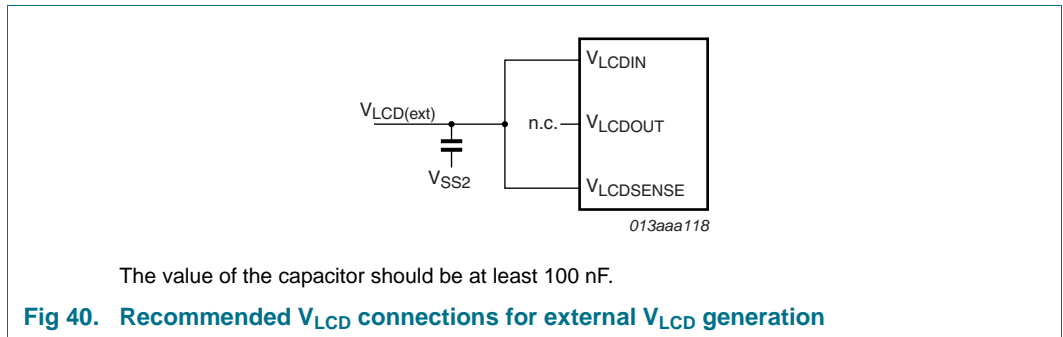 VLCDIN
VLCD(ext)
n.c.
VLCDOUT
VSS2
VLCDSENSE
013aaa118
The value of the capacitor should be at least 100 nF.
Fig 40. Recommended VLCD connections for external VLCD generation